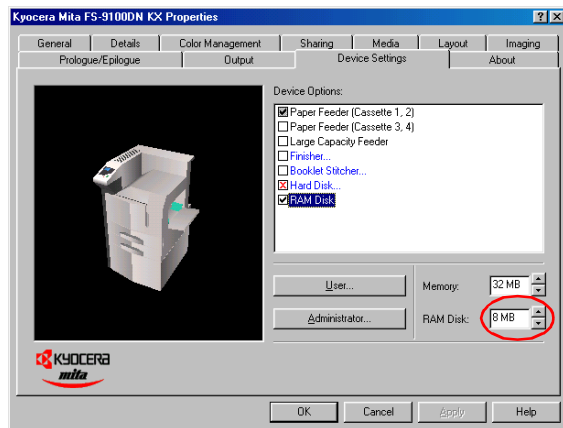 Kyocera Mita FS-9100DN KX Properties
General Details Color Management Sharing Media Layout Imaging
Prologue/Epilogue Output Device Settings About
Device Options:
Paper Feeder (Cassette 1, 2)
Paper Feeder (Cassette 3, 4)
Large Capacity Feeder
Finisher...
Booklet Stitcher...
Hard Disk...
RAM Disk
User... Memory: 32 MB
Administrator... RAM Disk: 8 MB
KYOCERA
mita
OK Cancel Apply Help